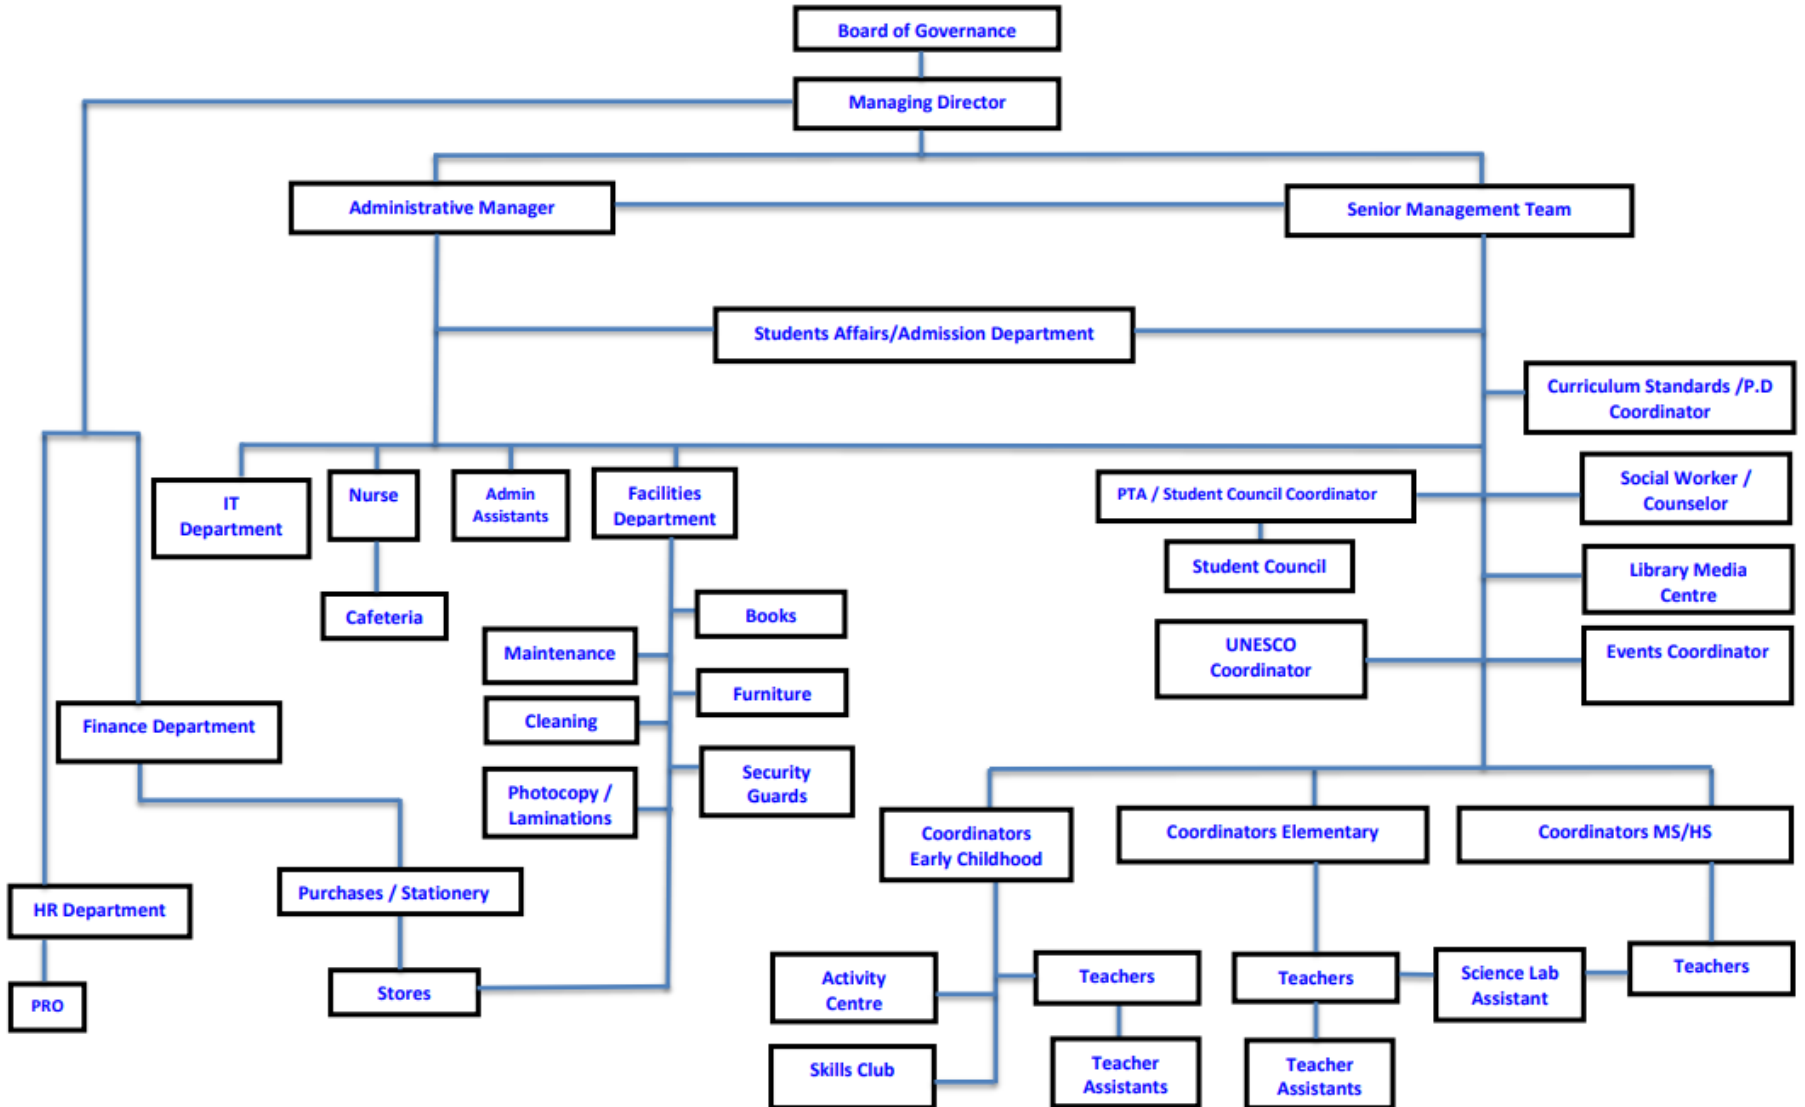 Board of Governance
Managing Director
Administrative Manager
Senior Management Team
Students Affairs/Admission Department
Curriculum Standards /P.D
Coordinator
IT
Department
Nurse
Admin
Assistants
Facilities
Department
PTA / Student Council Coordinator
Social Worker /
Counselor
Student Council
Library Media
Centre
Cafeteria
Books
Maintenance
UNESCO
Coordinator
Events Coordinator
Furniture
Cleaning
Finance Department
Security
Guards
Photocopy /
Laminations
Coordinators
Early Childhood
Coordinators Elementary
Coordinators MS/HS
HR Department
Purchases / Stationery
Activity
Centre
Teachers
Teachers
Science Lab
Assistant
Teachers
PRO
Stores
Skills Club
Teacher
Assistants
Teacher
Assistants